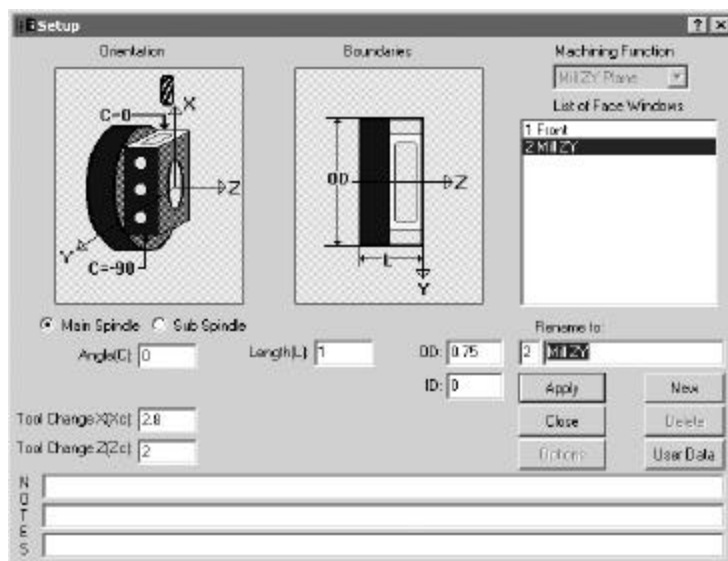 Setup
Orientation
Boundaries
Machining Function
Mill ZY Plane
List of Face Windows
1 Front
2 Mill ZY
C=0
X
Z
Y
C=-90
OD
Z
L
Y
Main Spindle
Sub Spindle
Rename to:
Angle(C): 0
Length(L): 1
OD: 0.75
2 Mill ZY
ID: 0
Apply
New
Tool Change X(Xc): 2.8
Close
Delete
Tool Change Z(Zc): 2
Options
User Data
NOTES